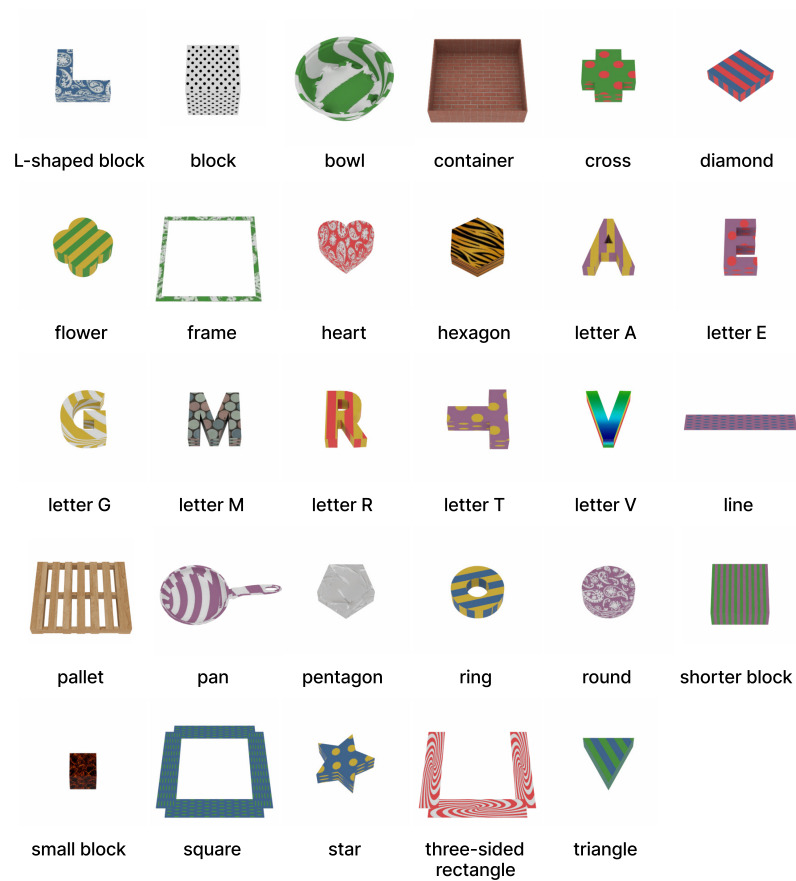 L-shaped block block bowl container cross diamond
flower frame heart hexagon letter A letter E
letter G letter M letter R letter T letter V line
pallet pan pentagon ring round shorter block
small block square star three-sided rectangle triangle